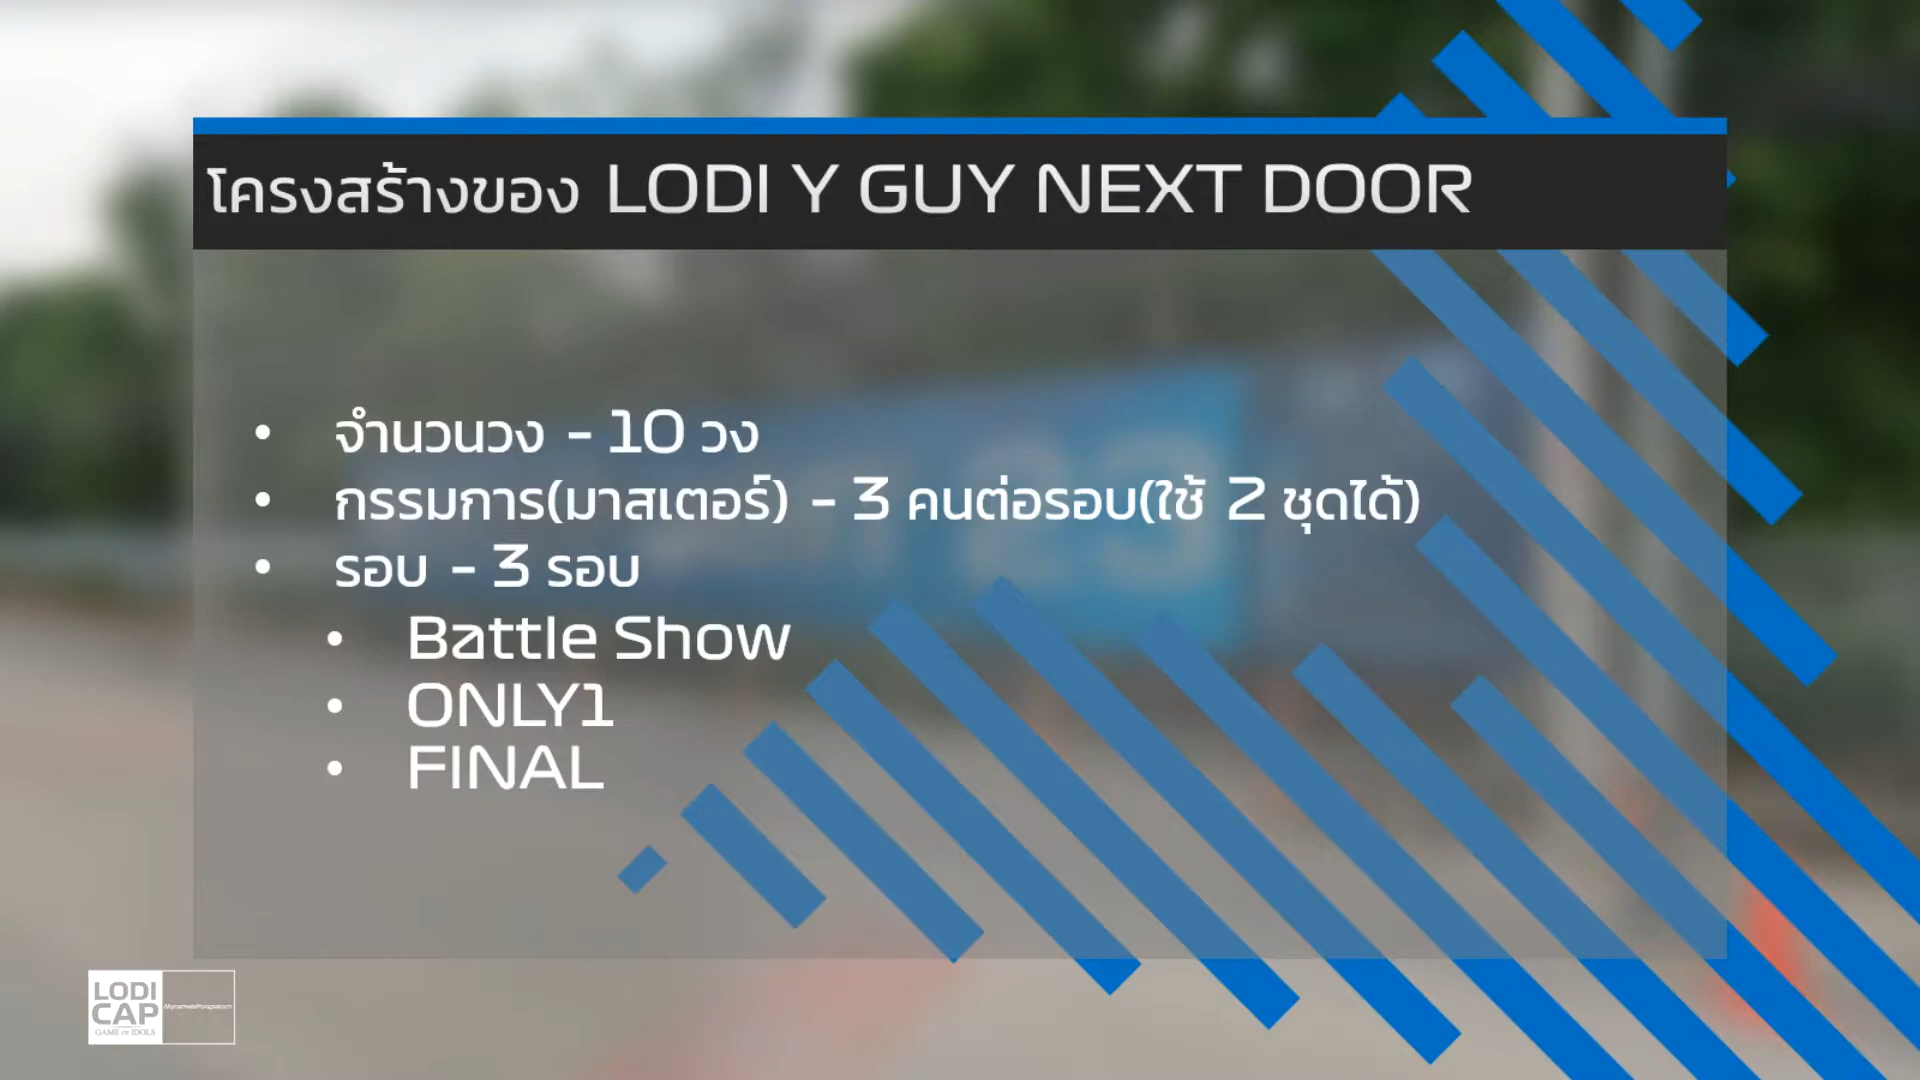 โครงสร้างของ LODI Y GUY NEXT DOOR
• จำนวนวง - 10 วง
• กรรมการ(มาสเตอร์) - 3 คนต่อรอบ(ใช้ 2 ชุดได้)
• รอบ - 3 รอบ
• Battle Show
• ONLY1
• FINAL
LODI
CAP
GAME OF IDOLS